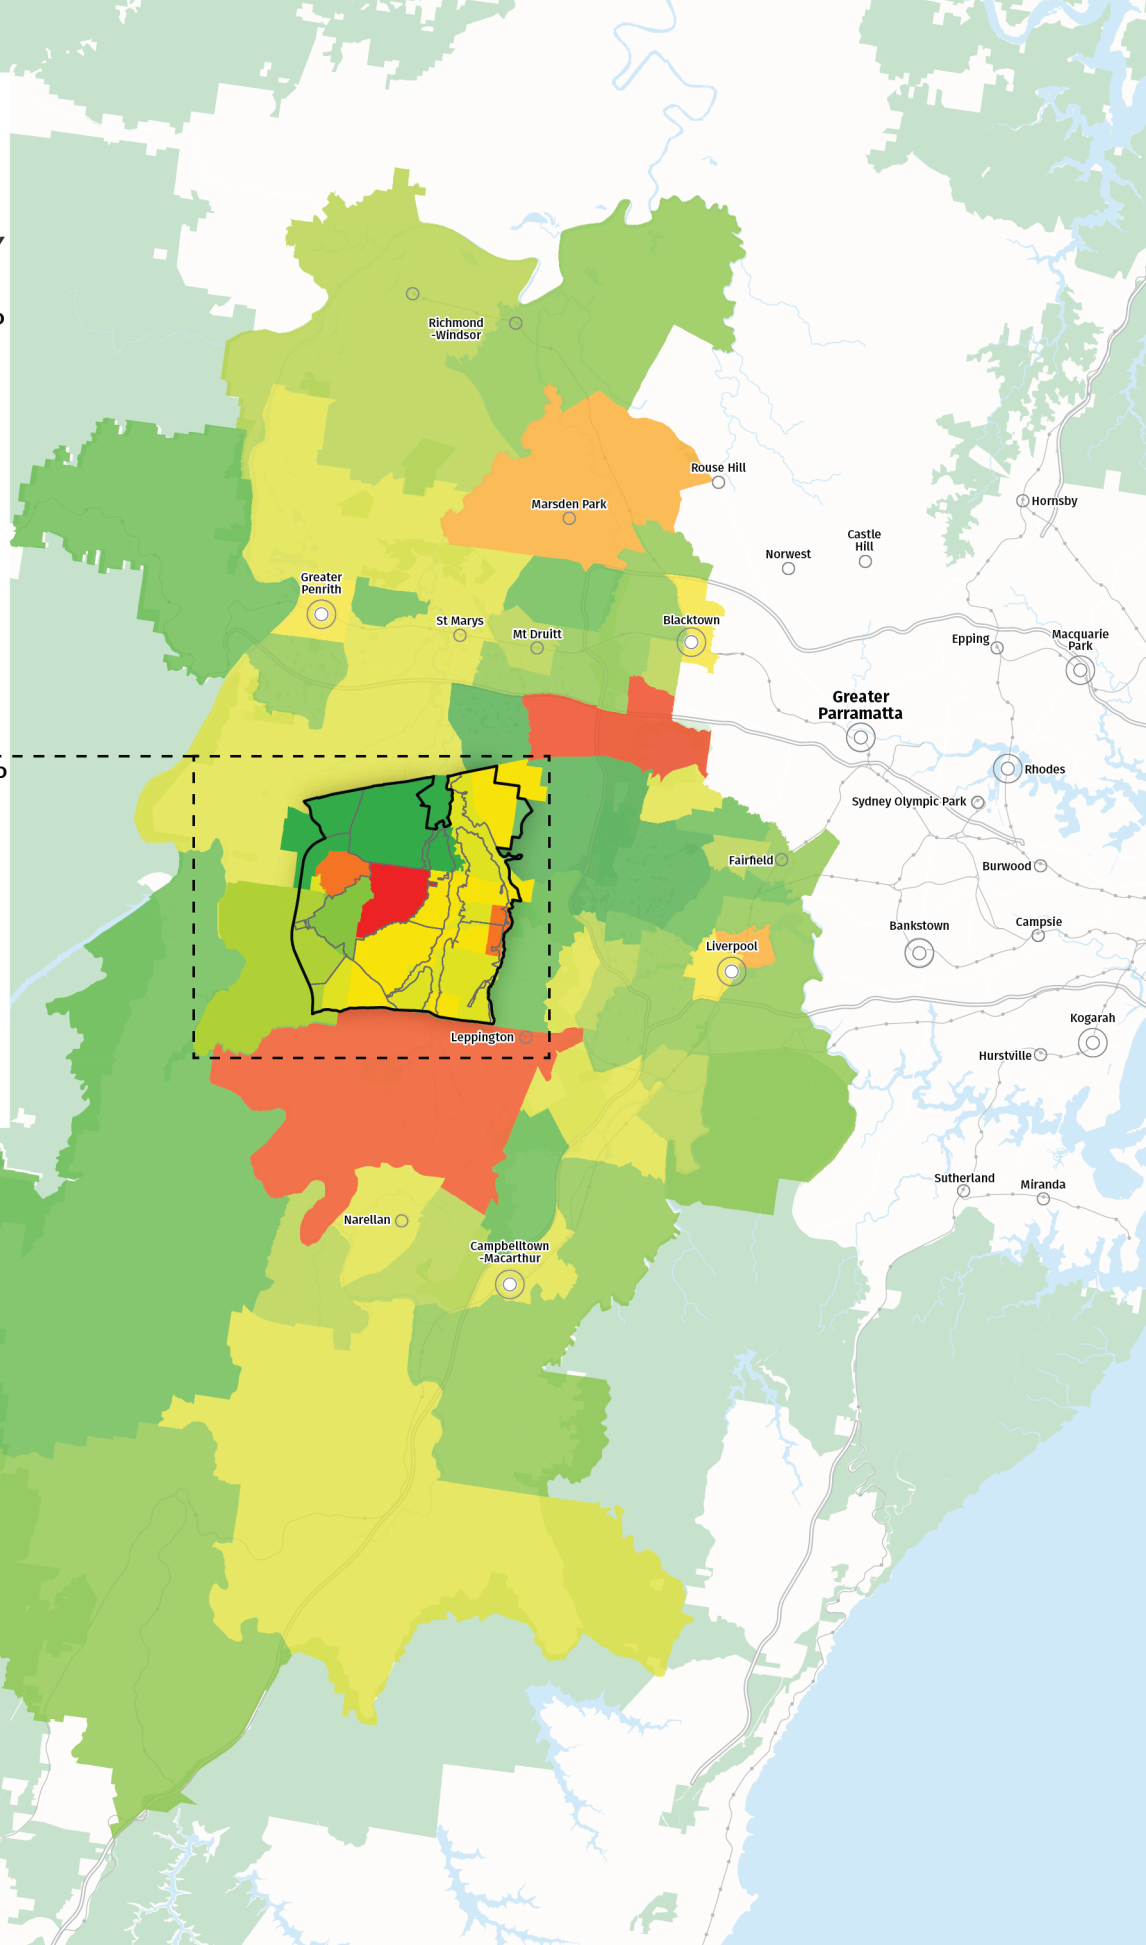 Richmond
-Windsor
Rouse Hill
Marsden Park
Hornsby
Castle
Hill
Norwest
Greater
Penrith
St Marys
Mt Druitt
Blacktown
Epping
Macquarie
Park
Greater
Parramatta
Rhodes
Sydney Olympic Park
Fairfield
Burwood
Bankstown
Campsie
Liverpool
Kogarah
Leppington
Hurstville
Sutherland
Miranda
Narellan
Campbelltown
-Macarthur